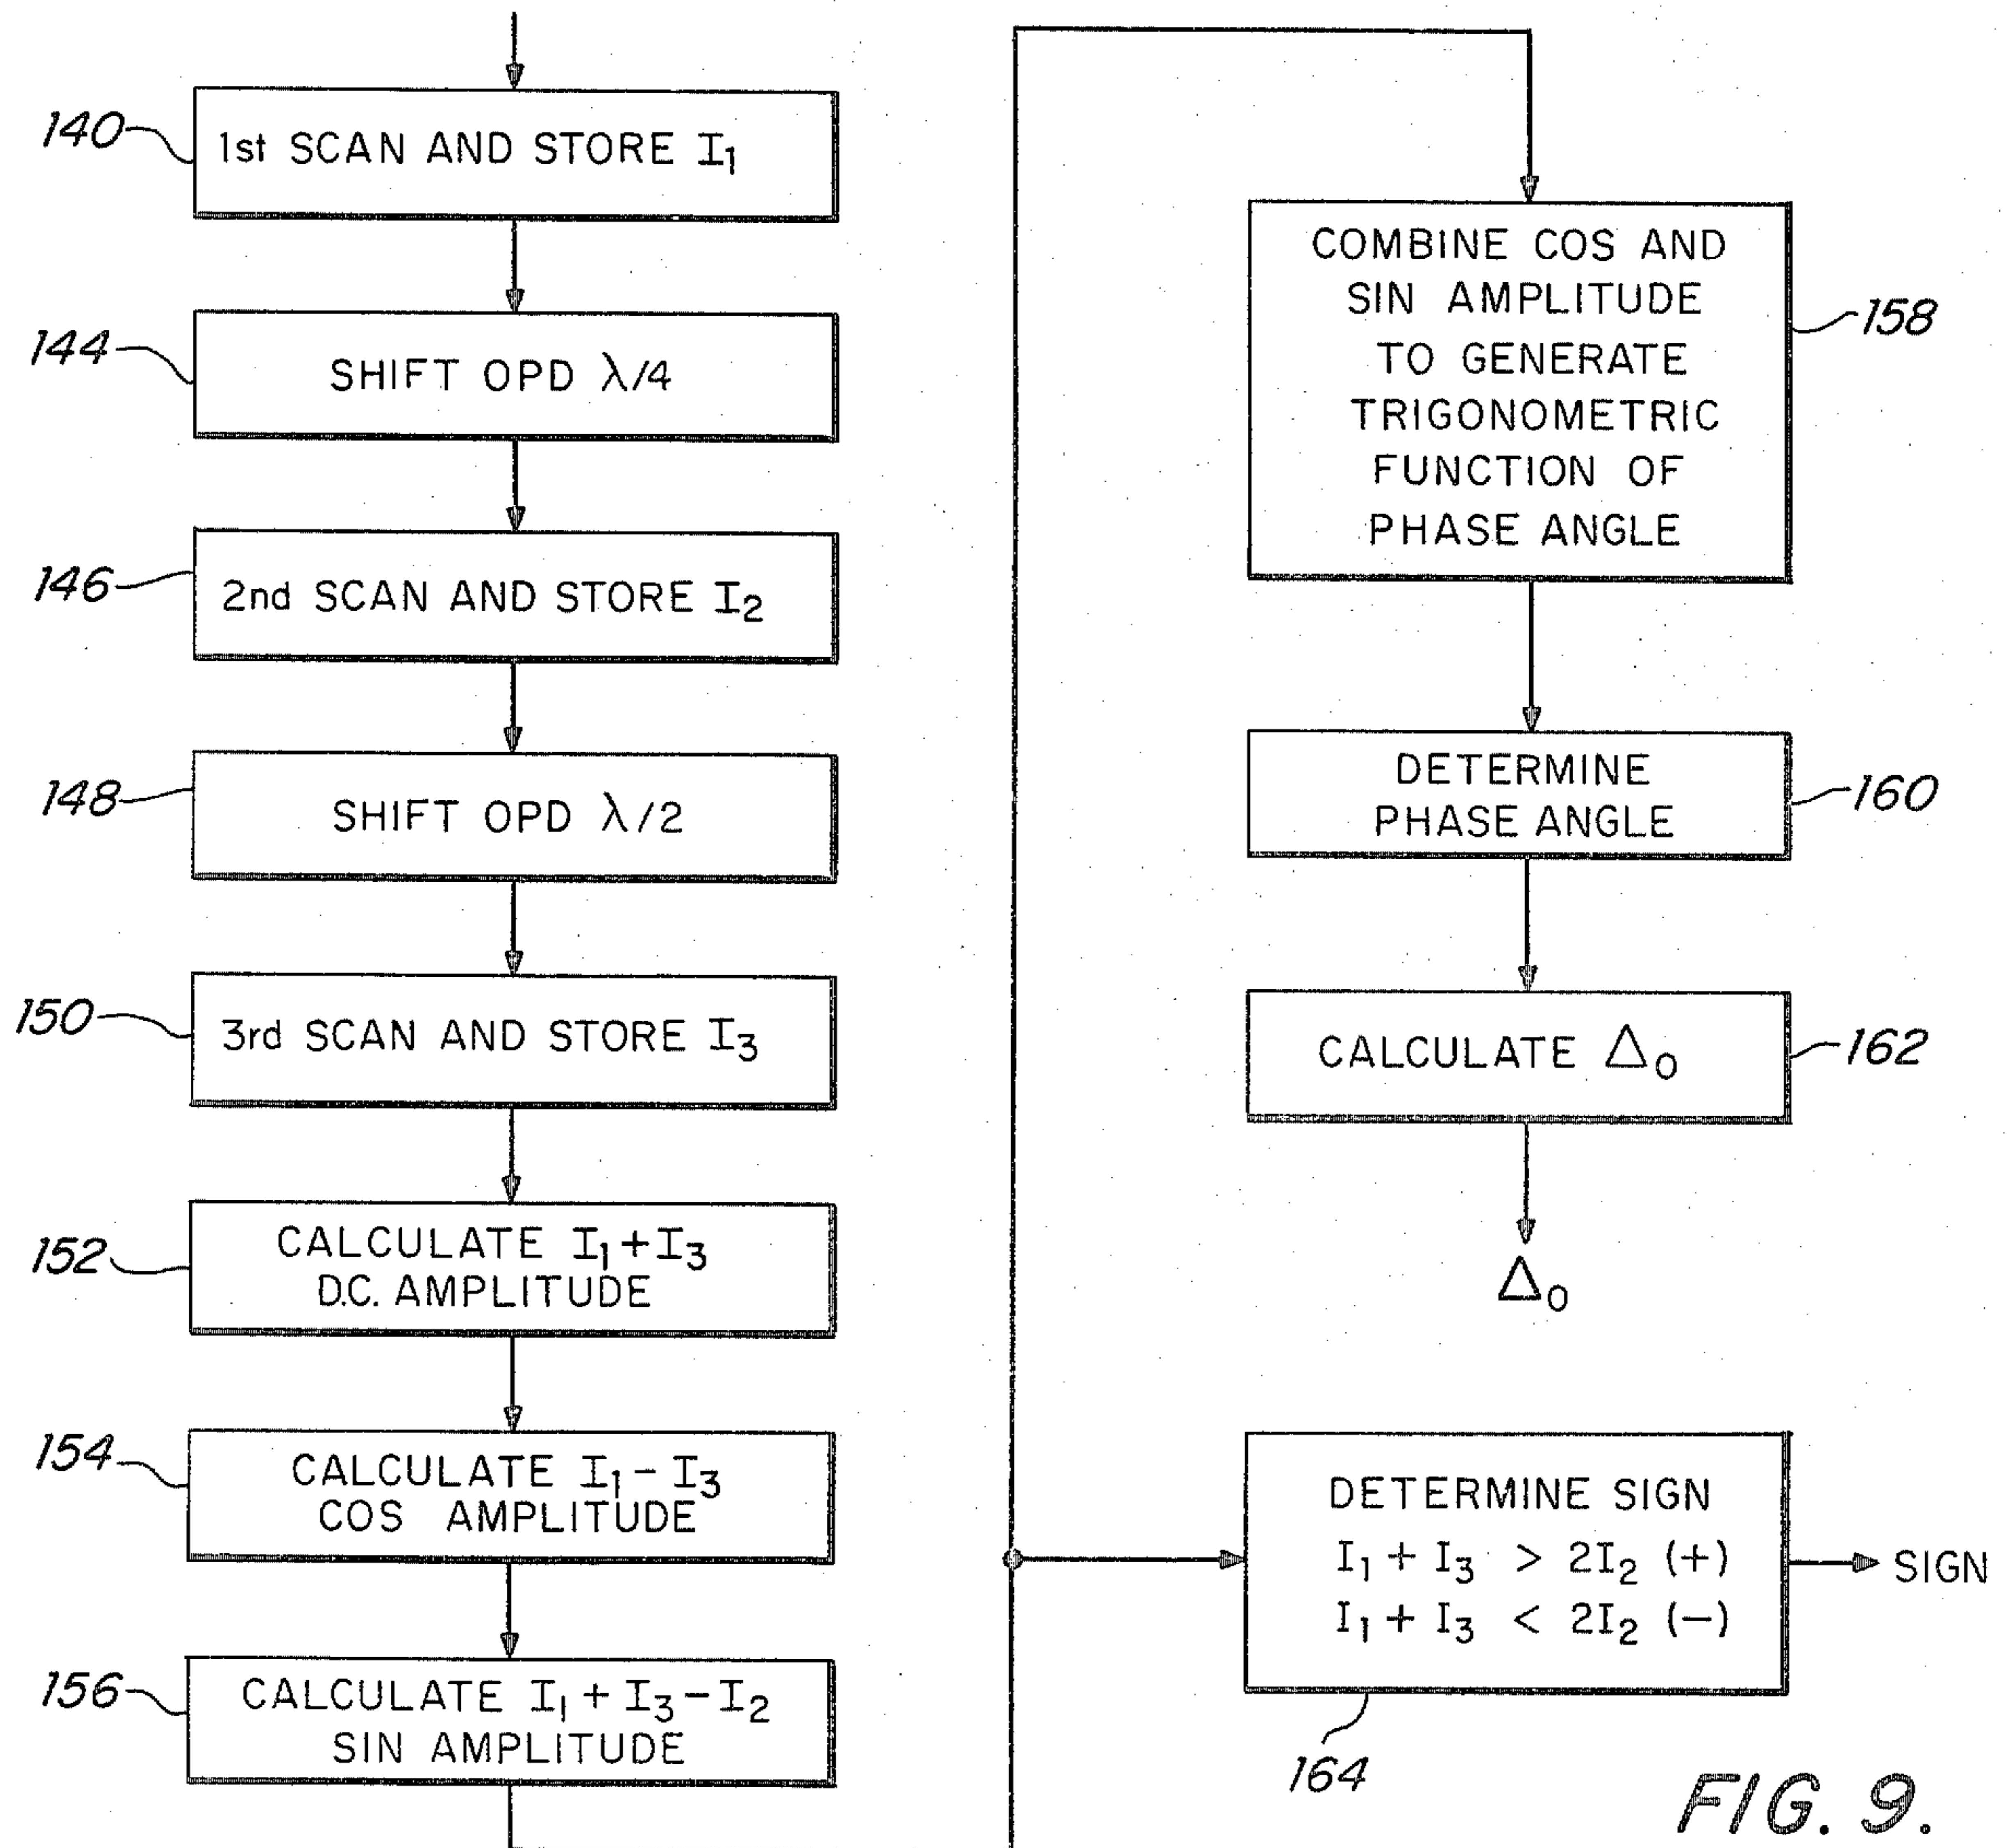 140
1st SCAN AND STORE I₁
144
SHIFT OPD λ/4
146
2nd SCAN AND STORE I₂
148
SHIFT OPD λ/2
150
3rd SCAN AND STORE I₃
152
CALCULATE I₁+I₃
D.C. AMPLITUDE
154
CALCULATE I₁-I₃
COS AMPLITUDE
156
CALCULATE I₁+I₃-I₂
SIN AMPLITUDE
COMBINE COS AND
SIN AMPLITUDE
TO GENERATE
TRIGONOMETRIC
FUNCTION OF
PHASE ANGLE
158
DETERMINE
PHASE ANGLE
160
CALCULATE Δ₀
162
Δ₀
DETERMINE SIGN
I₁ + I₃ > 2I₂ (+)
I₁ + I₃ < 2I₂ (−)
SIGN
164
FIG. 9.